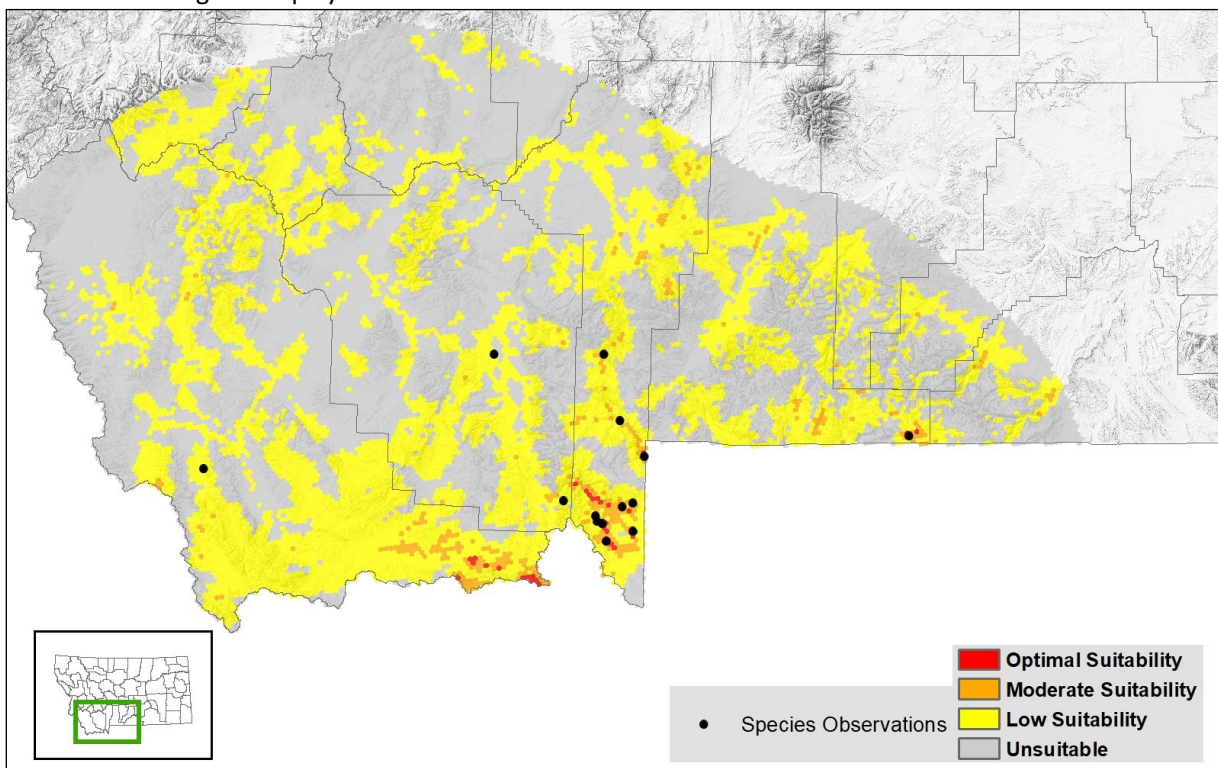 Optimal Suitability
Moderate Suitability
Species Observations
Low Suitability
Unsuitable